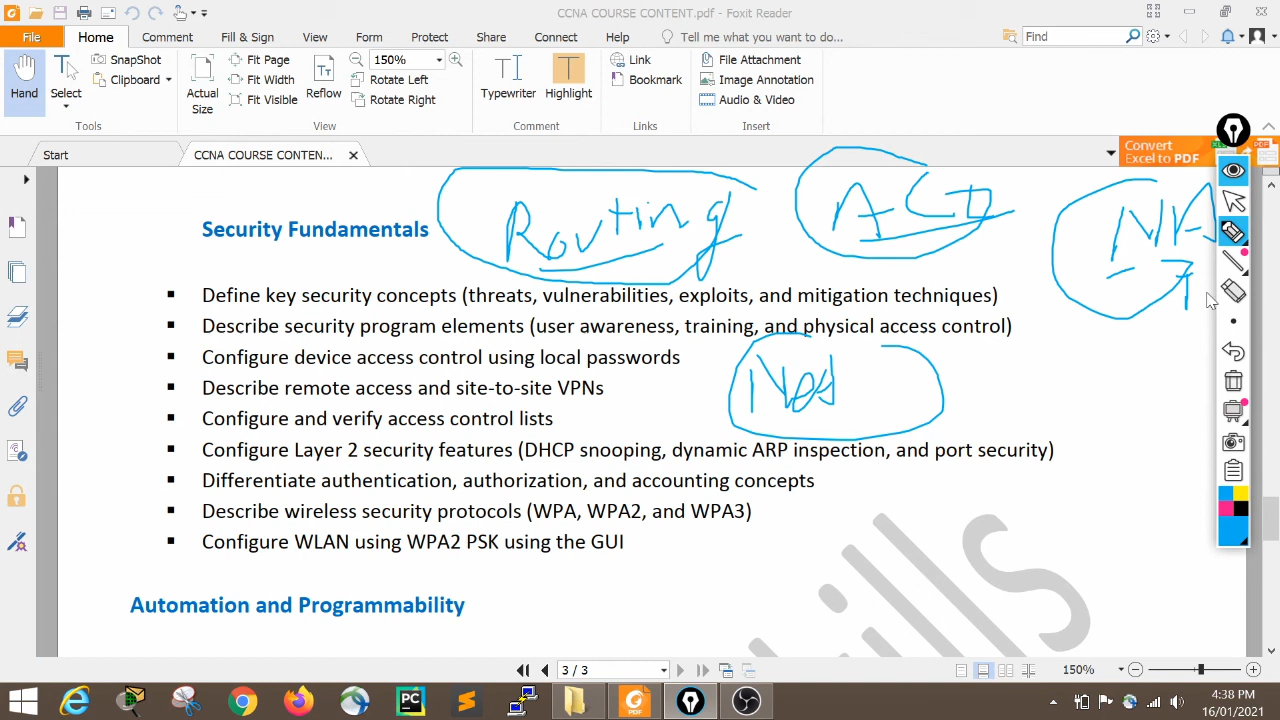 CCNA COURSE CONTENT.pdf - Foxit Reader
File Home Comment Fill & Sign View Form Protect Share Connect Help Tell me what you want to do... Find
Hand Select SnapShot Clipboard Actual Size Fit Page Fit Width Fit Visible Reflow 150% Rotate Left Rotate Right Typewriter Highlight Link Bookmark File Attachment Image Annotation Audio & Video
Tools View Comment Links Insert
Start CCNA COURSE CONTEN... Convert Excel to PDF
Routing
Security Fundamentals
▪ Define key security concepts (threats, vulnerabilities, exploits, and mitigation techniques)
▪ Describe security program elements (user awareness, training, and physical access control)
▪ Configure device access control using local passwords
▪ Describe remote access and site-to-site VPNs
▪ Configure and verify access control lists
▪ Configure Layer 2 security features (DHCP snooping, dynamic ARP inspection, and port security)
▪ Differentiate authentication, authorization, and accounting concepts
▪ Describe wireless security protocols (WPA, WPA2, and WPA3)
▪ Configure WLAN using WPA2 PSK using the GUI
Automation and Programmability
3 / 3 150%
4:38 PM
16/01/2021